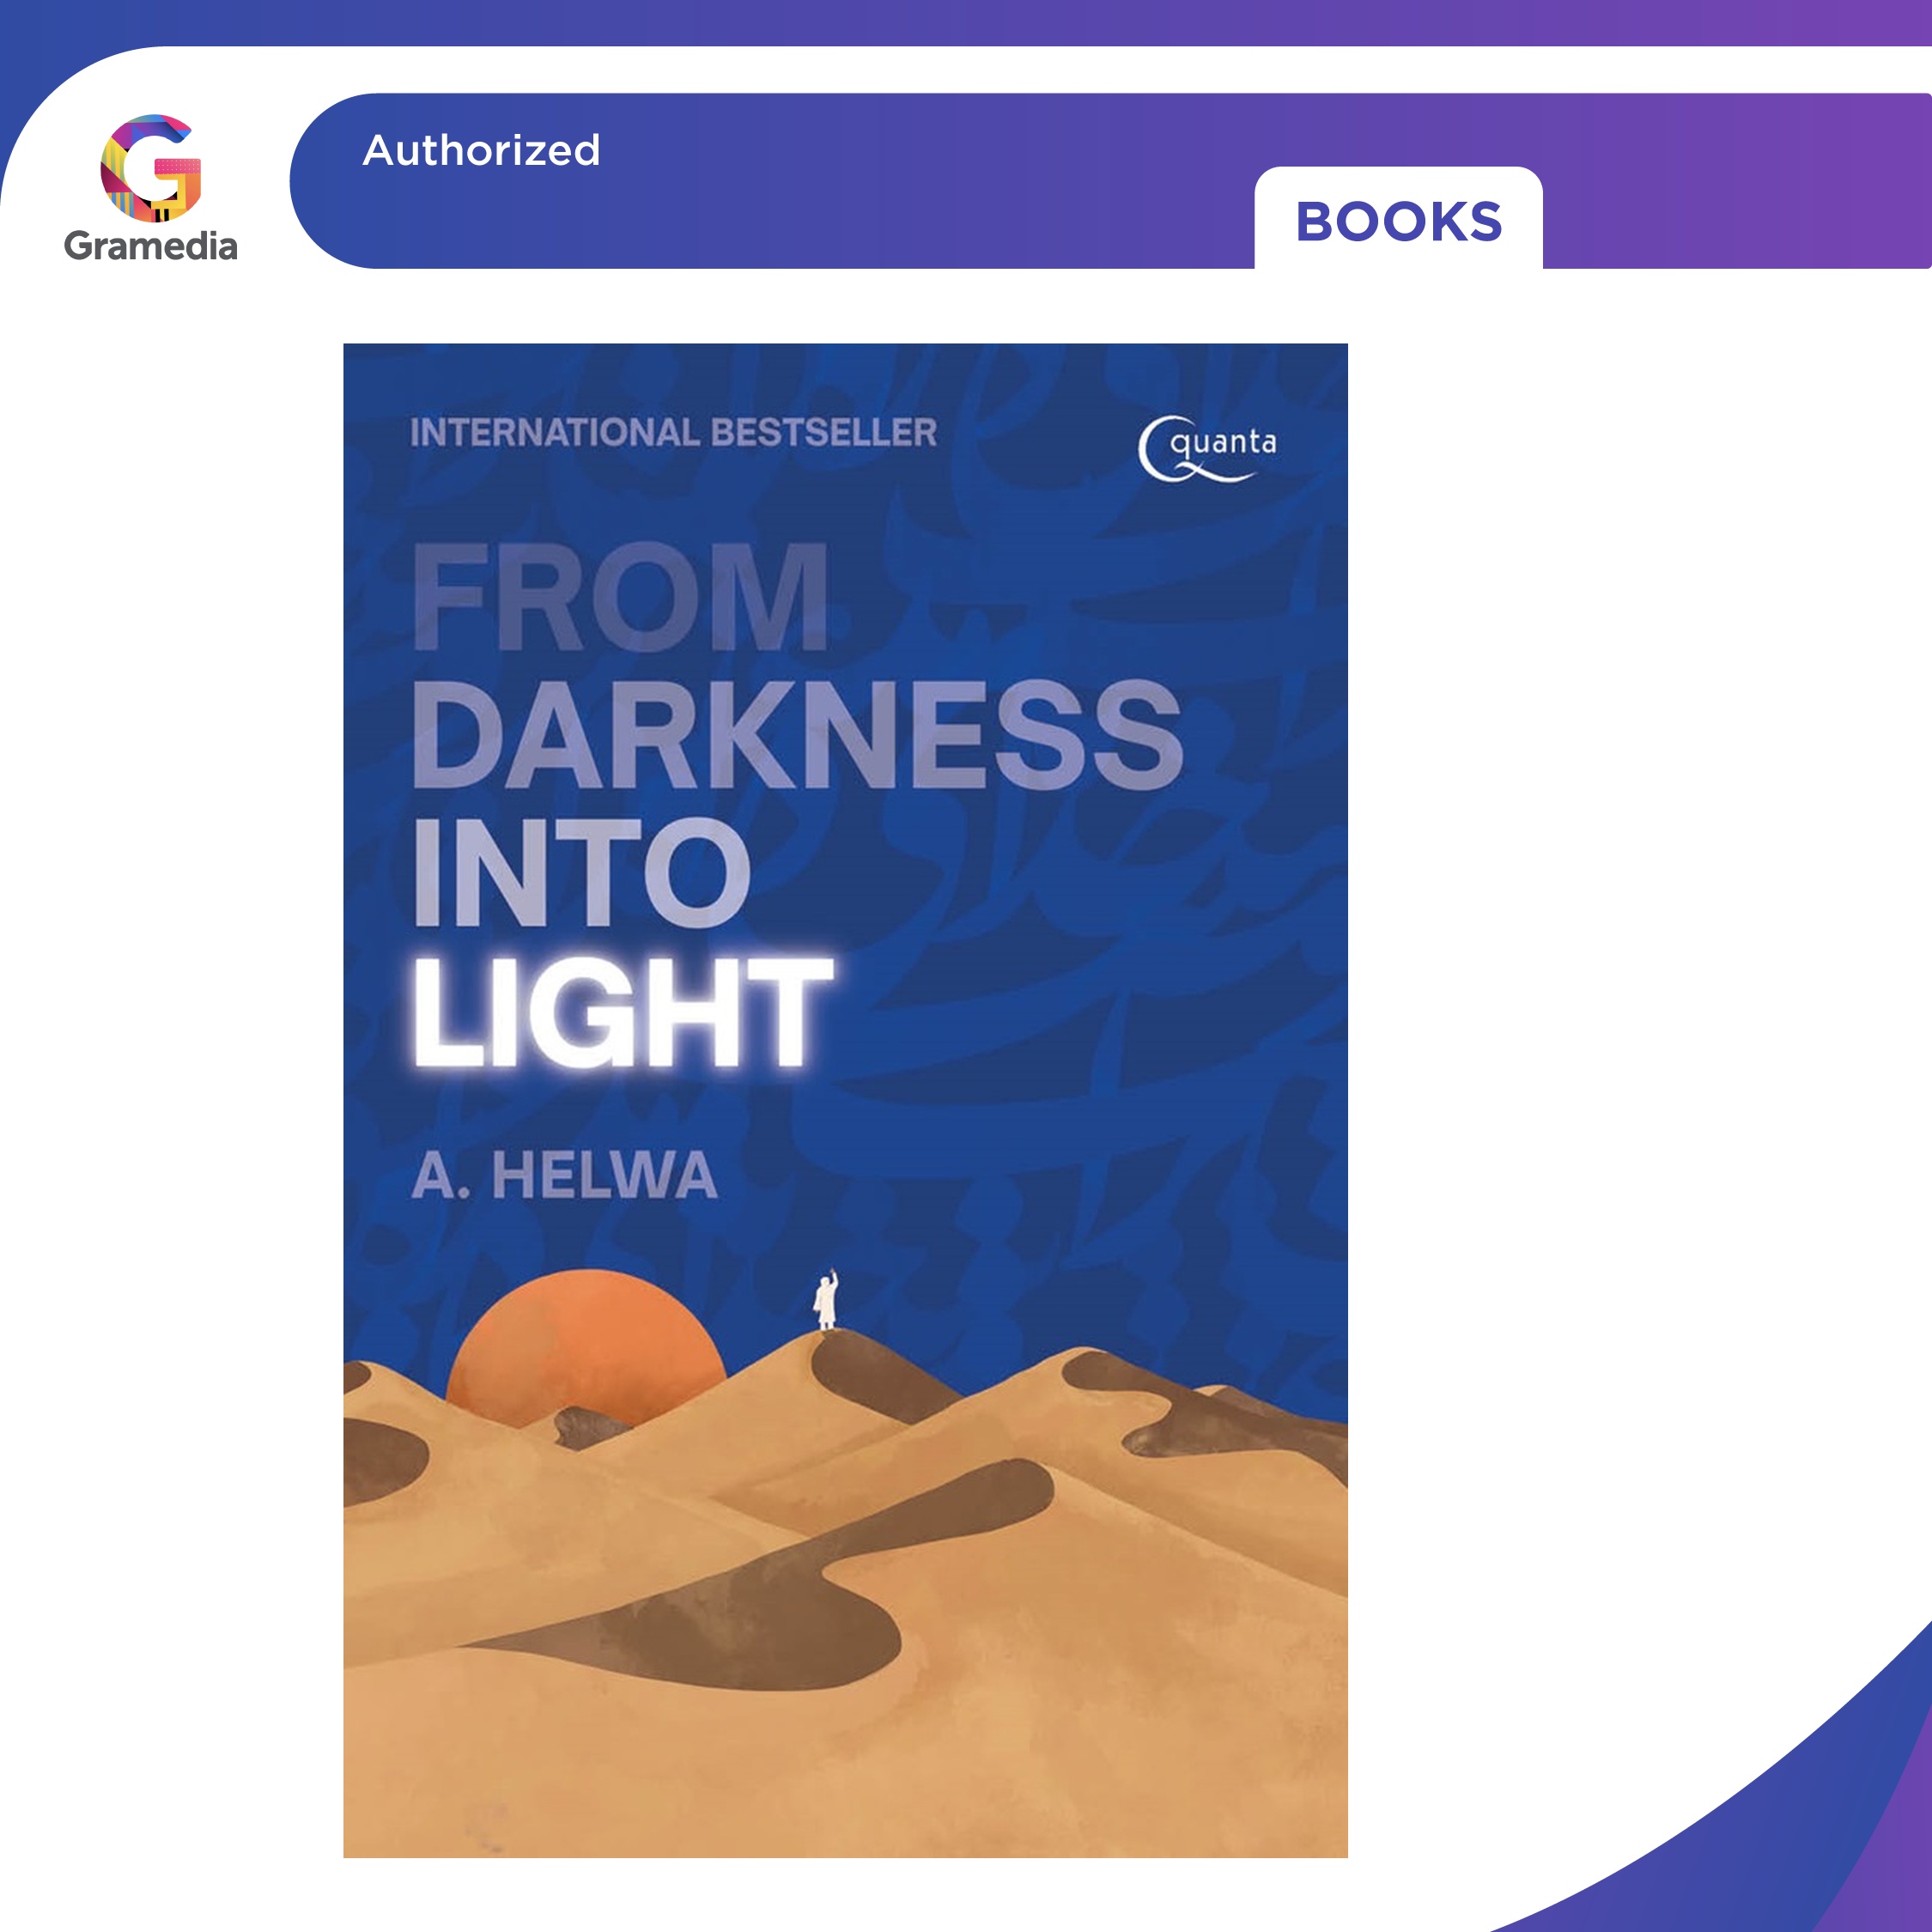 Gramedia
Authorized
BOOKS
INTERNATIONAL BESTSELLER
quanta
FROM
DARKNESS
INTO
LIGHT
A. HELWA